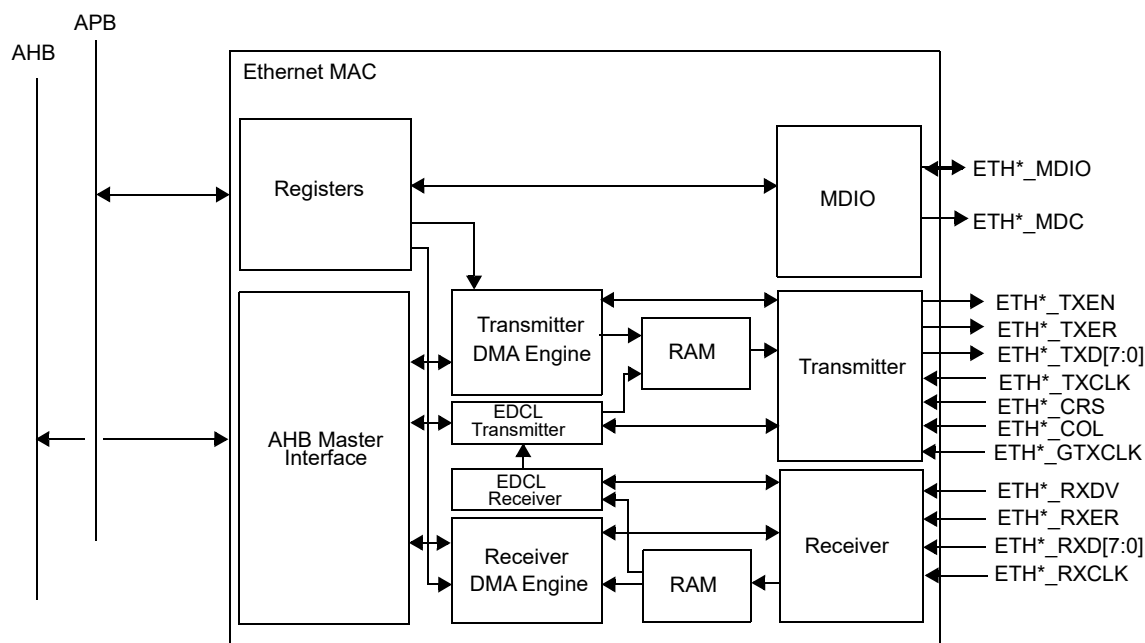 APB
AHB
Ethernet MAC
Registers
MDIO
ETH*_MDIO
ETH*_MDC
Transmitter
DMA Engine
RAM
Transmitter
ETH*_TXEN
ETH*_TXER
ETH*_TXD[7:0]
ETH*_TXCLK
ETH*_CRS
ETH*_COL
ETH*_GTXCLK
AHB Master
Interface
EDCL
Transmitter
EDCL
Receiver
Receiver
DMA Engine
RAM
Receiver
ETH*_RXDV
ETH*_RXER
ETH*_RXD[7:0]
ETH*_RXCLK